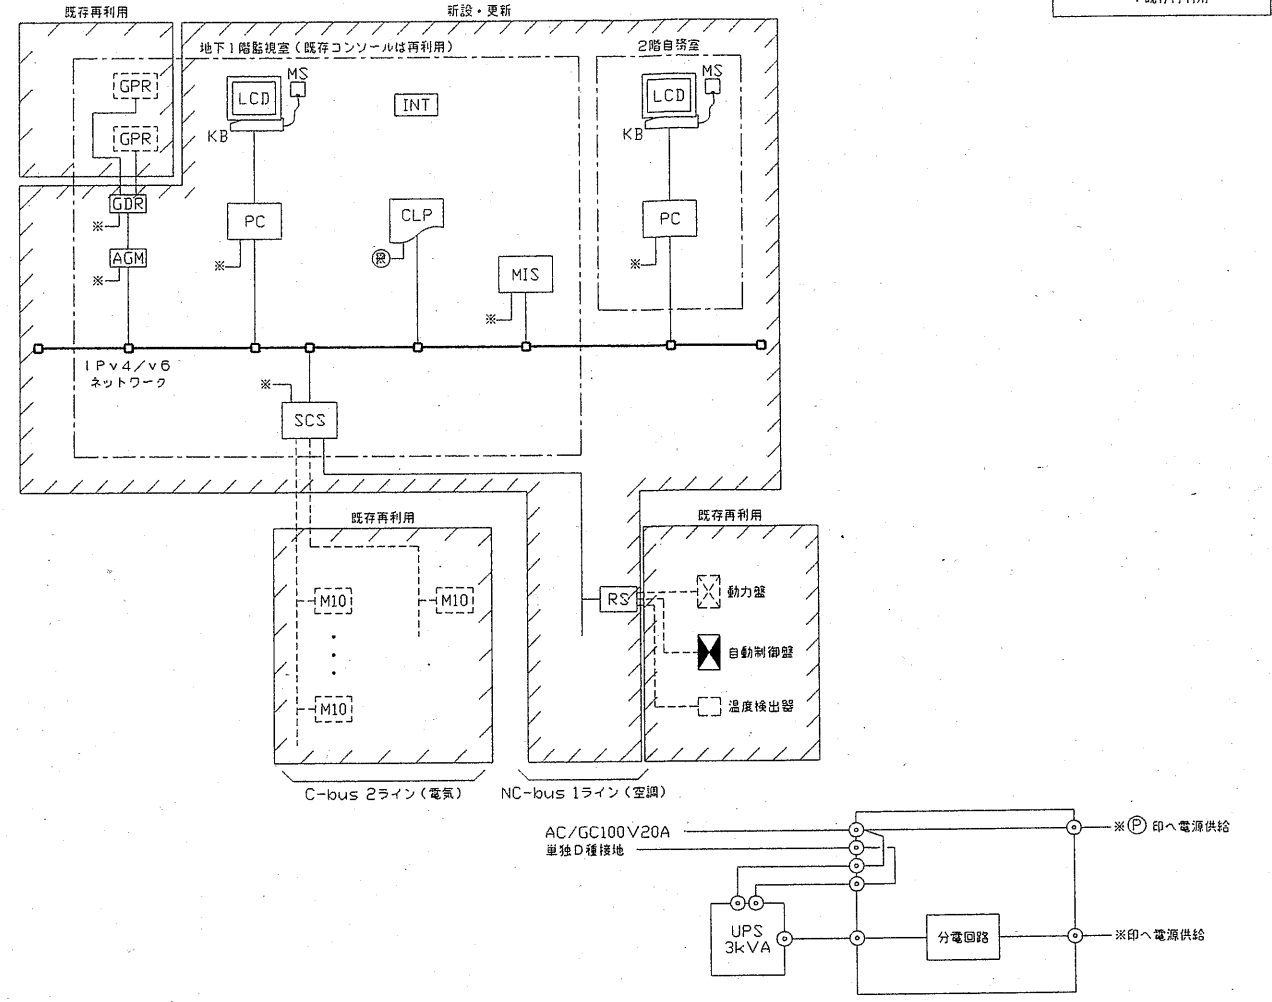 既存再利用
新設・更新
地下1階監視室(既存コンソールは再利用)
2階自務室
GPR
GPR
LCD
MS
KB
INT
LCD
MS
KB
GDR
※
AGM
※
PC
※
CLP
MIS
※
PC
※
IPv4/v6
ネットワーク
※
SCS
既存再利用
既存再利用
M10
M10
M10
RS
動力盤
自動制御盤
温度検出器
C-bus 2ライン(電気)
NC-bus 1ライン(空調)
AC/GC100V20A
単独D種接地
※Ⓟ 印へ電源供給
UPS
3kVA
分電回路
※印へ電源供給